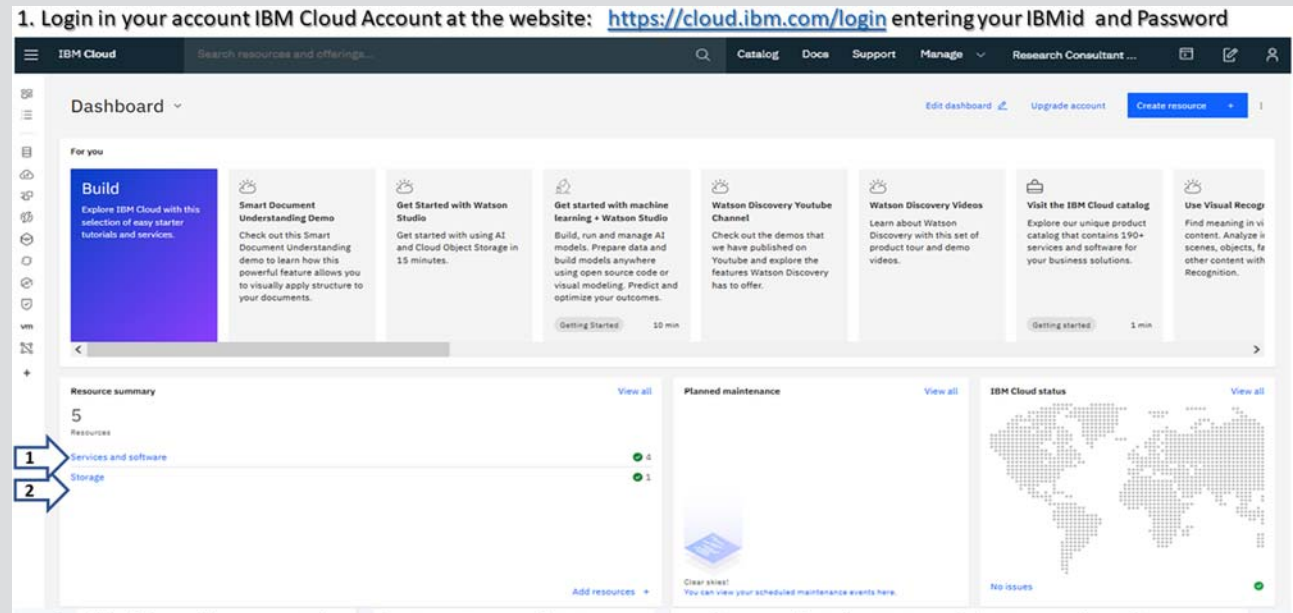 1. Login in your account IBM Cloud Account at the website: https://cloud.ibm.com/login entering your IBMid and Password
IBM Cloud Search resources and offerings... Catalog Docs Support Manage Research Consultant ...
Dashboard Edit dashboard Upgrade account Create resource +
For you
Build
Explore IBM Cloud with this
selection of easy starter
tutorials and services.
Smart Document
Understanding Demo
Check out this Smart
Document Understanding
demo to learn how this
powerful feature allows you
to visually apply structure to
your documents.
Get Started with Watson
Studio
Get started with using AI
and Cloud Object Storage in
15 minutes.
Get started with machine
learning + Watson Studio
Build, run and manage AI
models. Prepare data and
build models anywhere
using open source code or
visual modeling. Predict and
optimize your outcomes.
Getting Started 10 min
Watson Discovery Youtube
Channel
Check out the demos that
we have published on
Youtube and explore the
features Watson Discovery
has to offer.
Watson Discovery Videos
Learn about Watson
Discovery with this set of
product tour and demo
videos.
Visit the IBM Cloud catalog
Explore our unique product
catalog that contains 190+
services and software for
your business solutions.
Getting started 1 min
Use Visual Recogn
Find meaning in vi
content. Analyze i
scenes, objects, fa
other content with
Recognition.
vm
Resource summary View all
5
Resources
1 Services and software 4
2 Storage 1
Add resources +
Planned maintenance View all
Clear skies!
You can view your scheduled maintenance events here.
IBM Cloud status View all
No issues